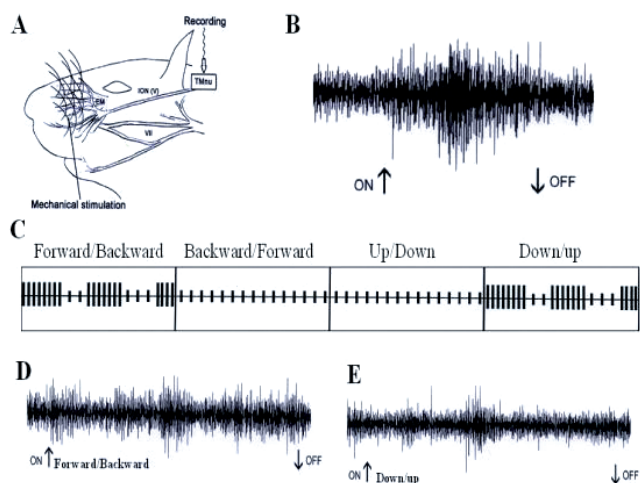 A
Recording
TMnu
ION (V)
EM
VII
Mechanical stimulation
B
ON
OFF
C
Forward/Backward
Backward/Forward
Up/Down
Down/up
D
ON
Forward/Backward
OFF
E
ON
Down/up
OFF